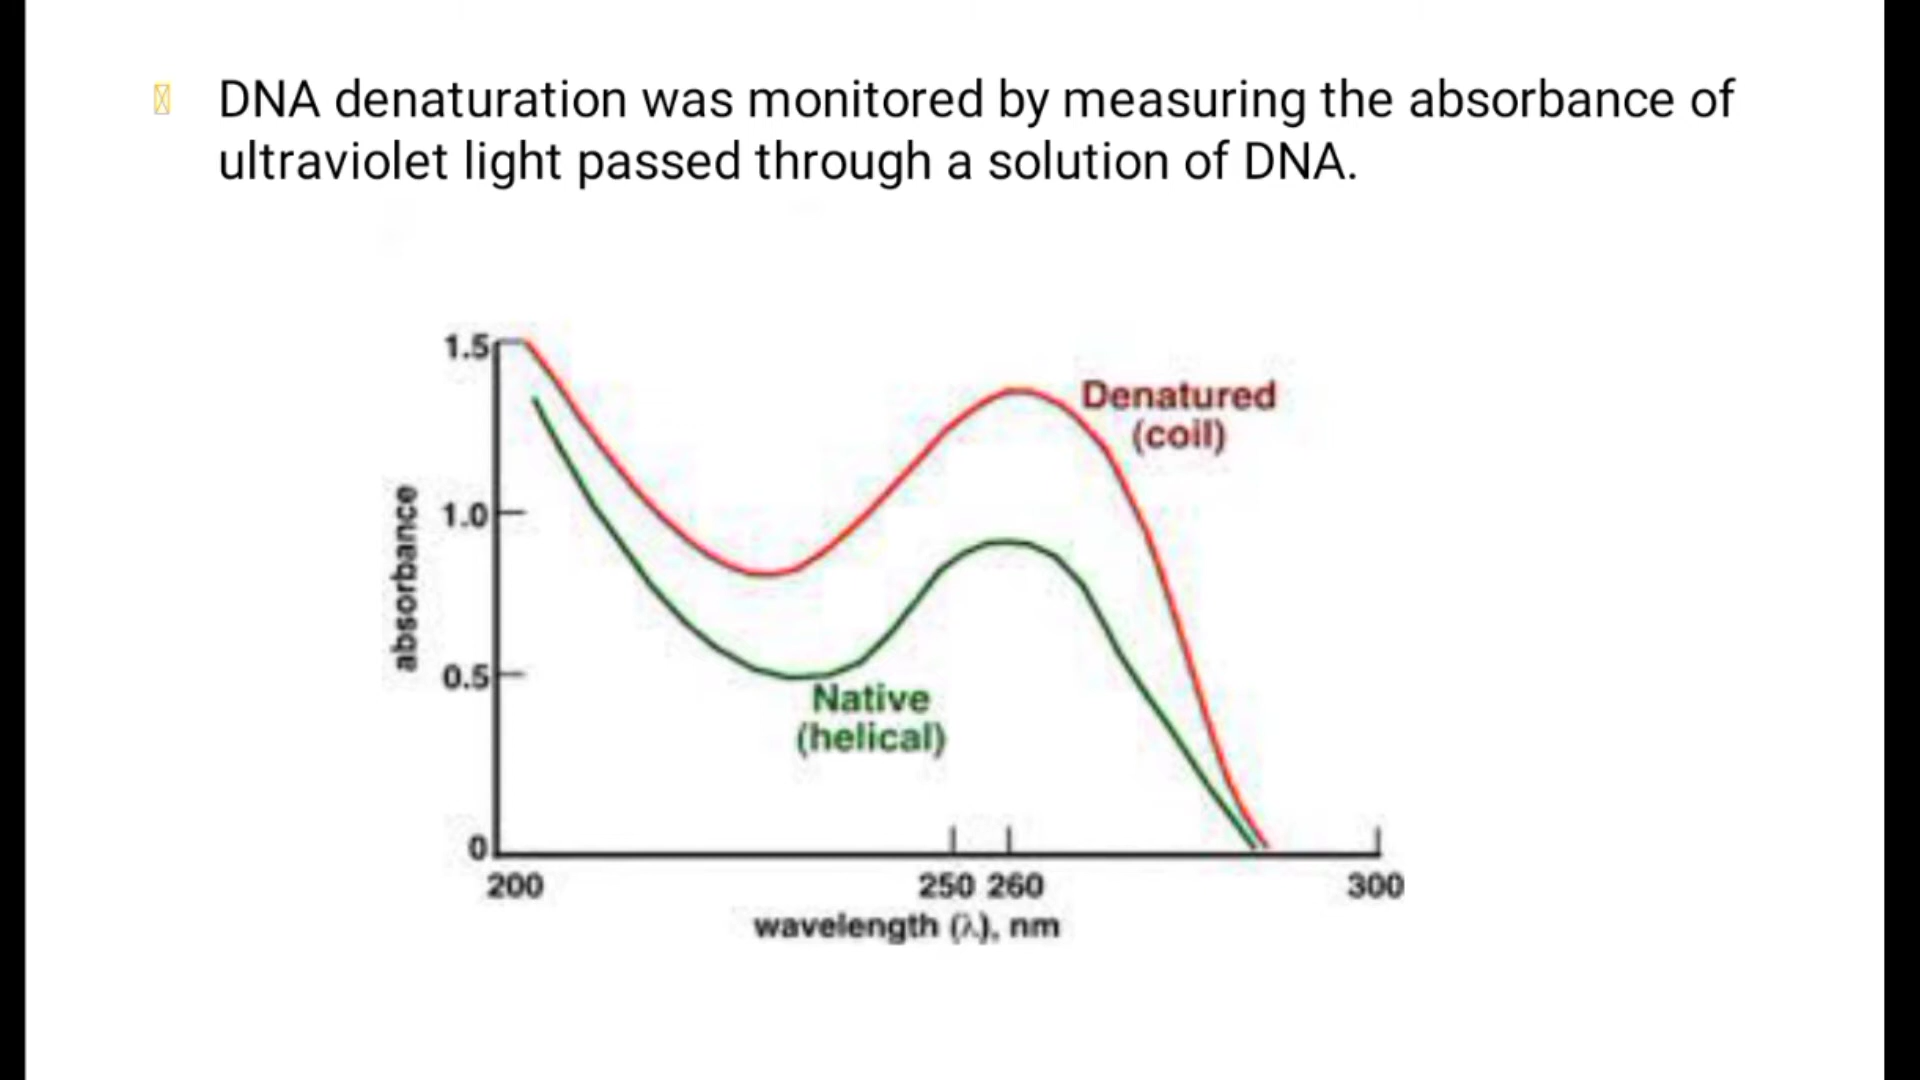 DNA denaturation was monitored by measuring the absorbance of
ultraviolet light passed through a solution of DNA.
1.5
1.0
0.5
0
absorbance
Denatured
(coil)
Native
(helical)
200 250 260 300
wavelength (λ), nm